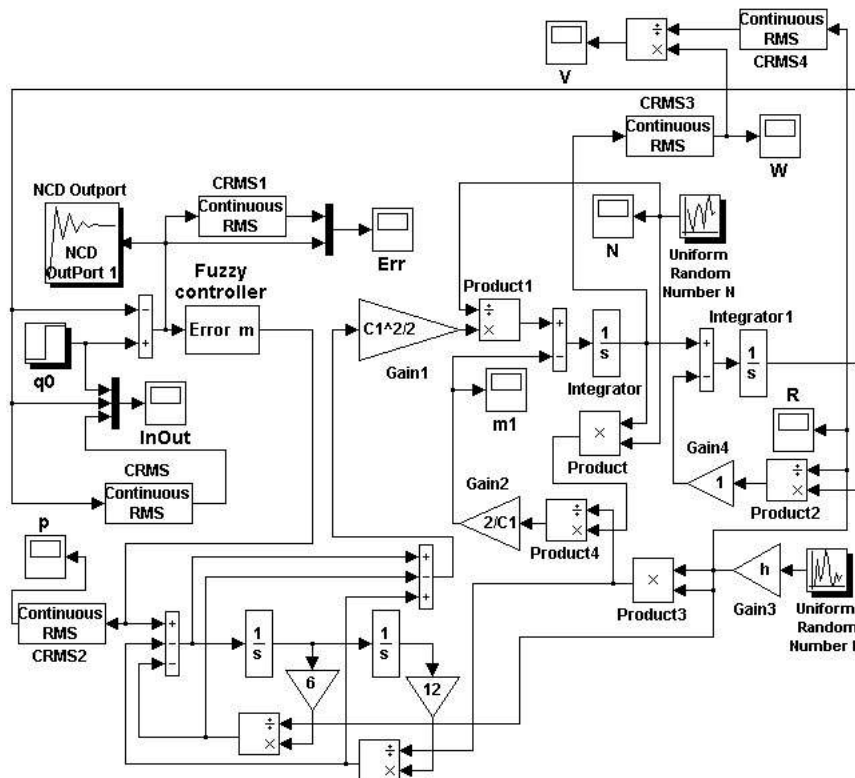 Continuous
RMS
CRMS4
÷
×
V
CRMS3
Continuous
RMS
W
NCD Outport
NCD
OutPort 1
CRMS1
Continuous
RMS
Err
N
Uniform
Random
Number N
Fuzzy
controller
Error m
−
+
q0
InOut
C1^2/2
Gain1
Product1
÷
×
+
−
1
s
Integrator
+
−
Integrator1
1
s
m1
×
Product
R
Gain4
1
÷
×
Product2
CRMS
Continuous
RMS
Gain2
2/C1
÷
×
Product4
p
Continuous
RMS
CRMS2
+
−
−
1
s
1
s
+
−
+
×
Product3
h
Gain3
Uniform
Random
Number
6
12
÷
×
÷
×